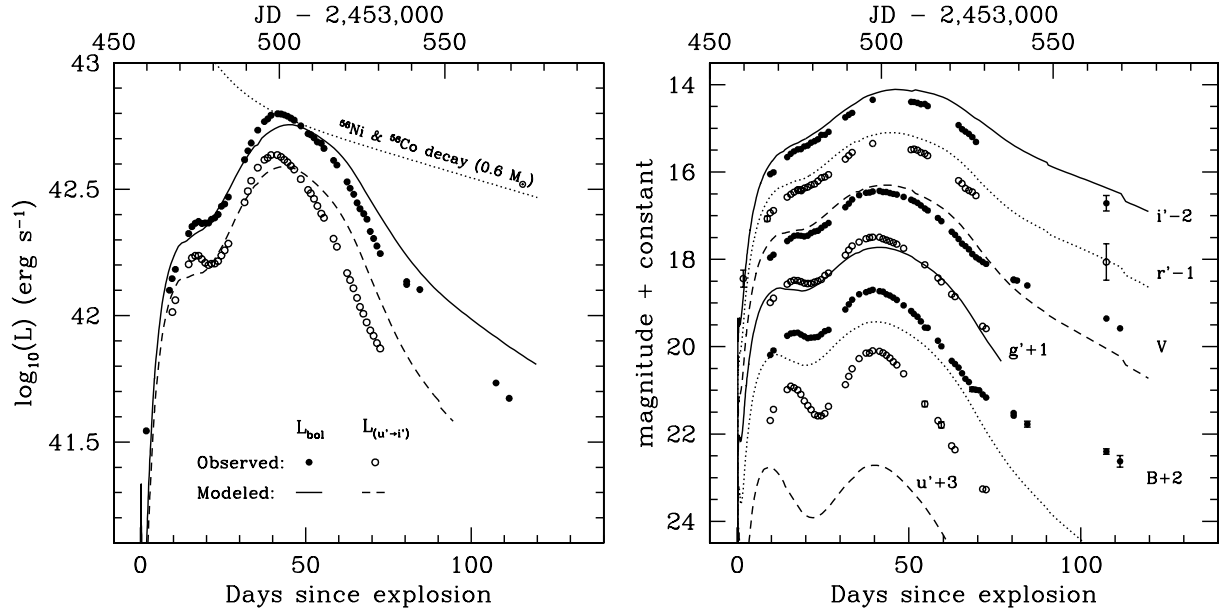 JD − 2,453,000
450 500 550
43
42.5
42
41.5
log₁₀(L) (erg s⁻¹)
⁵⁶Ni & ⁵⁶Co decay (0.6 M☉)
L_bol L_(u'→i')
Observed:
Modeled:
0 50 100
Days since explosion
JD − 2,453,000
450 500 550
14
16
18
20
22
24
magnitude + constant
i'−2
r'−1
V
g'+1
B+2
u'+3
0 50 100
Days since explosion